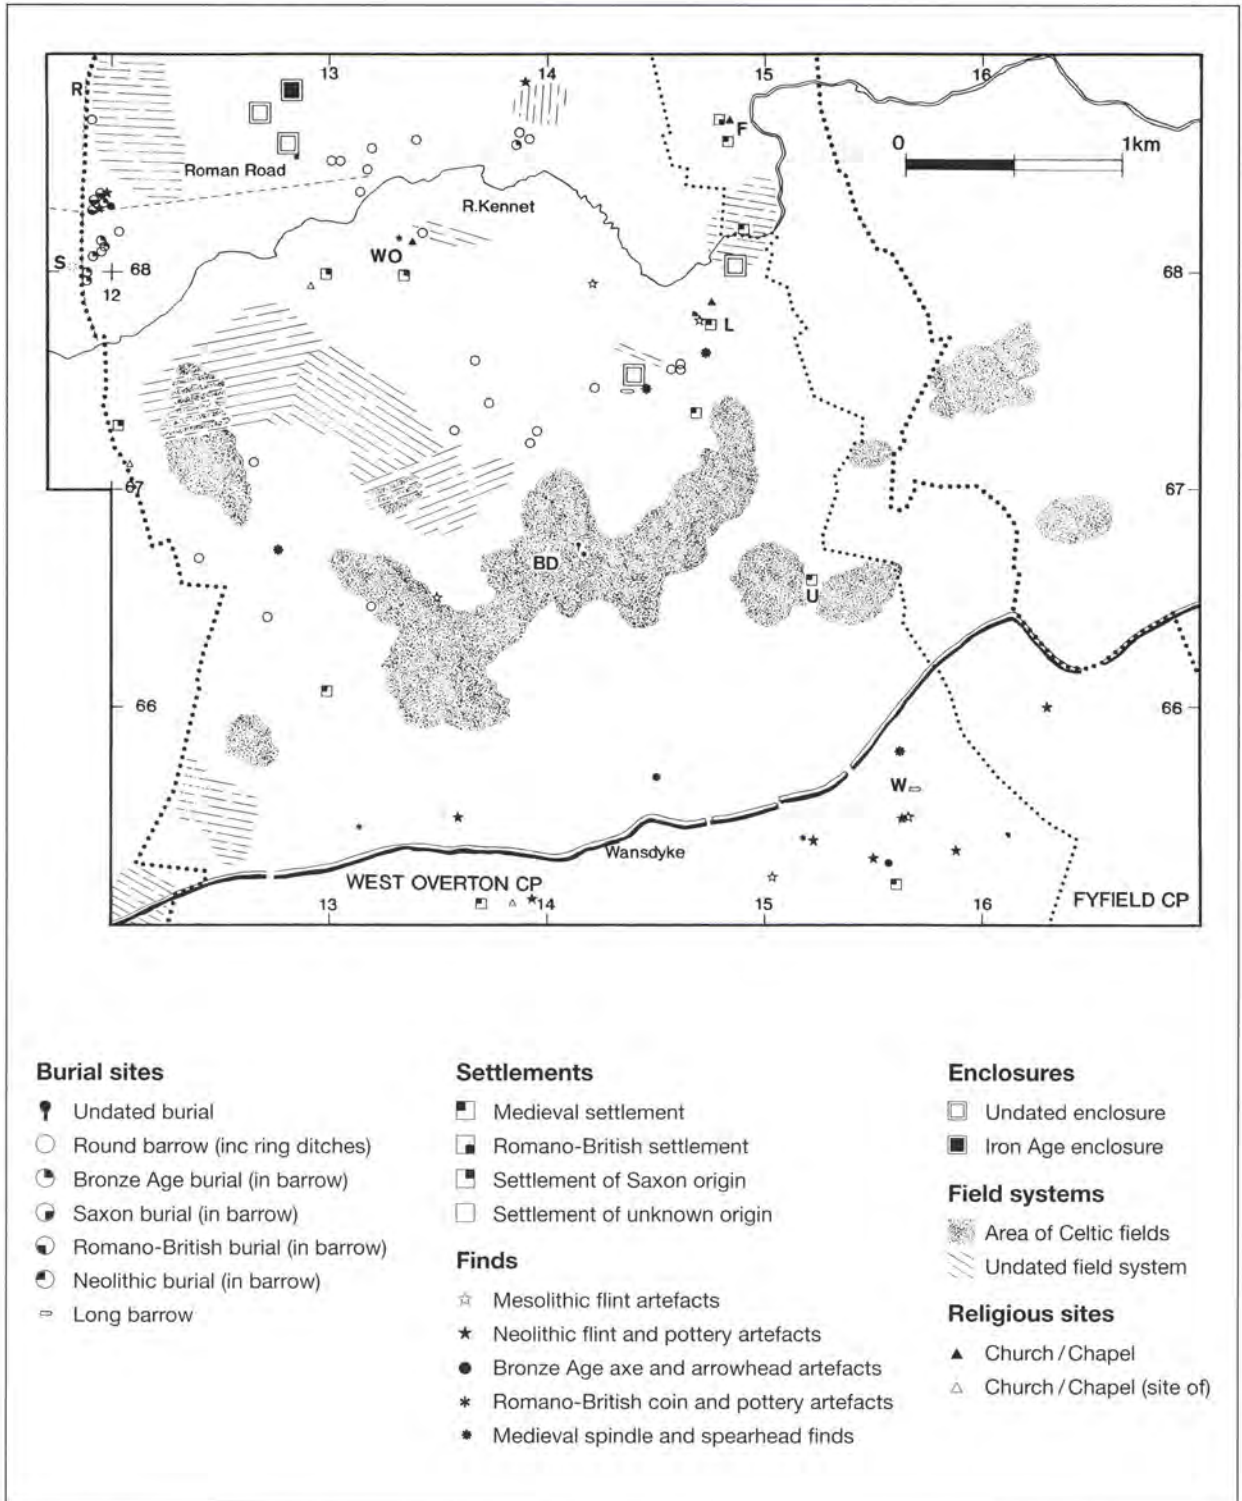 13 14 15 16
R
F
0 1km
Roman Road
R.Kennet
WO
S
68 68
12
L
67 67
BD
U
66 66
W
Wansdyke
WEST OVERTON CP
13 14 15 16 FYFIELD CP
Burial sites
Undated burial
Round barrow (inc ring ditches)
Bronze Age burial (in barrow)
Saxon burial (in barrow)
Romano-British burial (in barrow)
Neolithic burial (in barrow)
Long barrow
Settlements
Medieval settlement
Romano-British settlement
Settlement of Saxon origin
Settlement of unknown origin
Finds
Mesolithic flint artefacts
Neolithic flint and pottery artefacts
Bronze Age axe and arrowhead artefacts
Romano-British coin and pottery artefacts
Medieval spindle and spearhead finds
Enclosures
Undated enclosure
Iron Age enclosure
Field systems
Area of Celtic fields
Undated field system
Religious sites
Church / Chapel
Church / Chapel (site of)